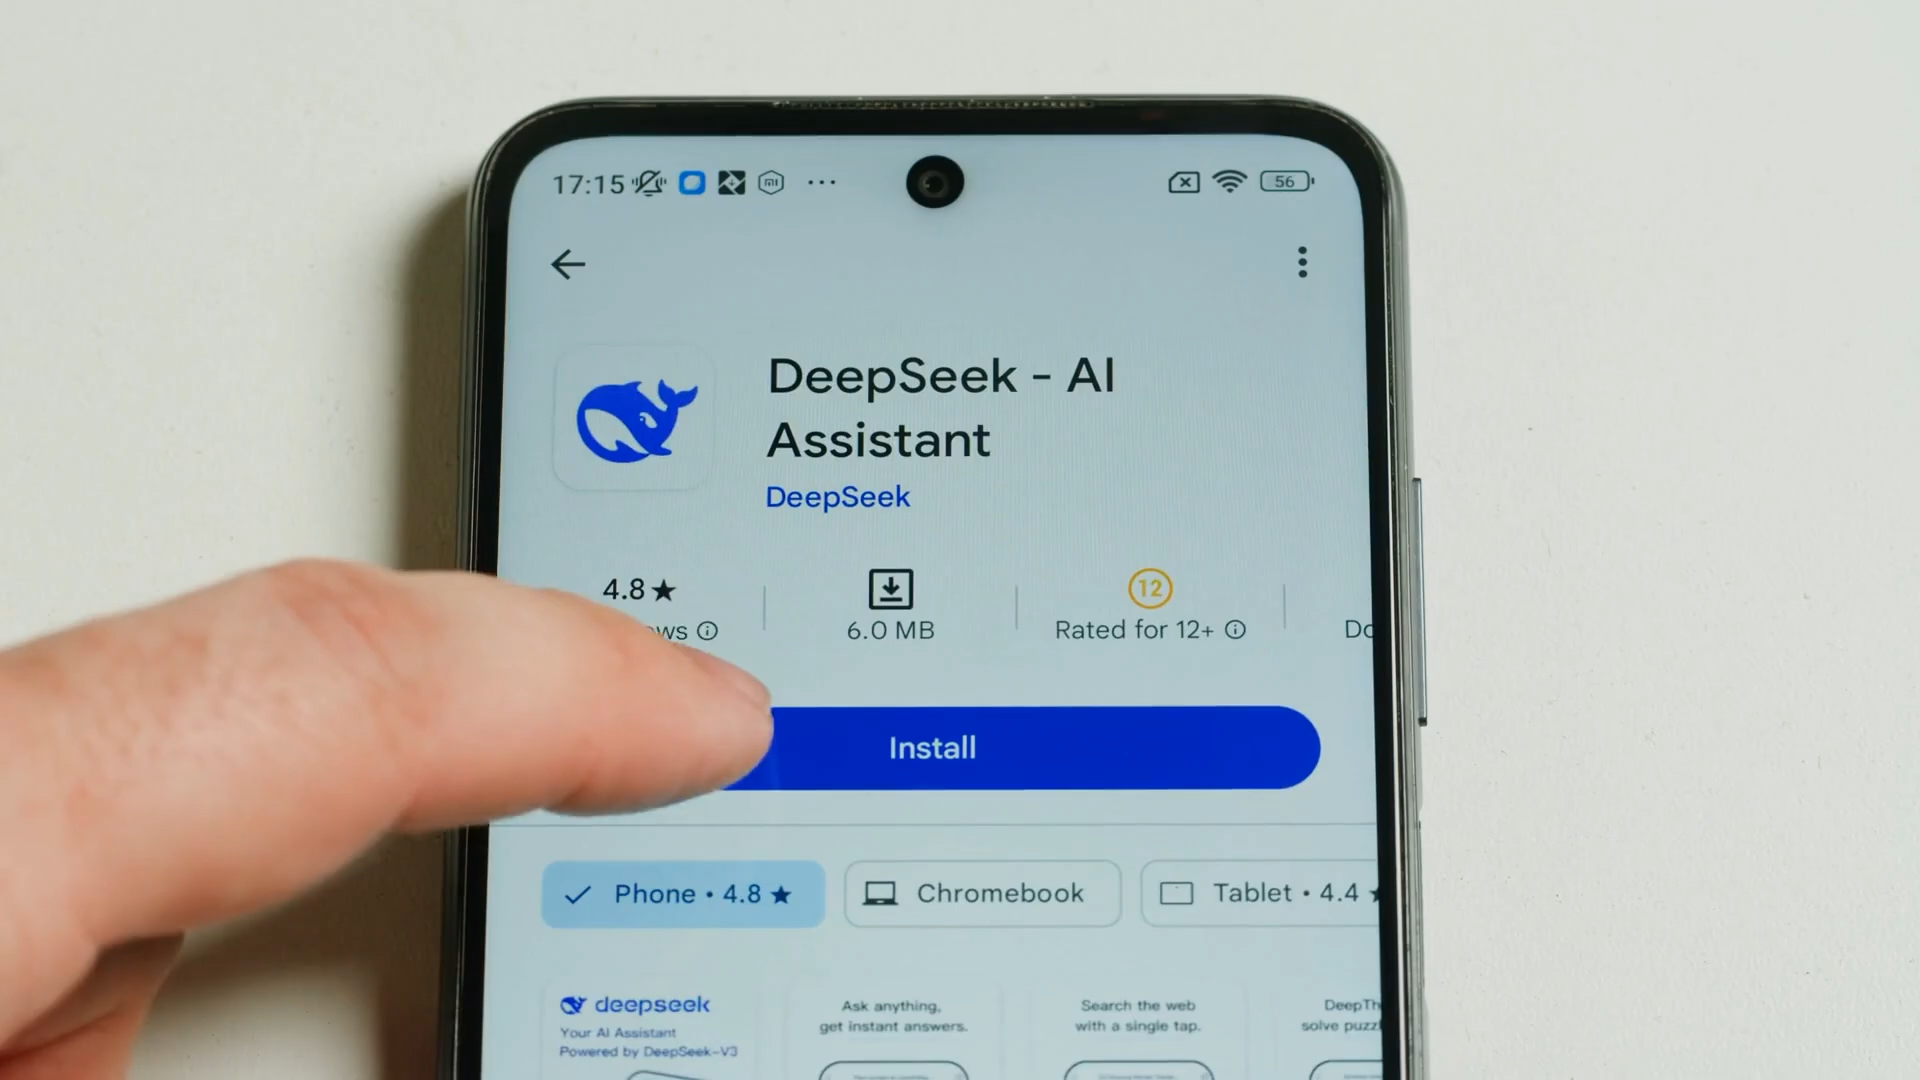 17:15
56
DeepSeek - AI
Assistant
DeepSeek
4.8★
6.0 MB
12
Rated for 12+
Install
Phone • 4.8 ★
Chromebook
Tablet • 4.4
deepseek
Your AI Assistant
Powered by DeepSeek-V3
Ask anything,
get instant answers.
Search the web
with a single tap.
solve